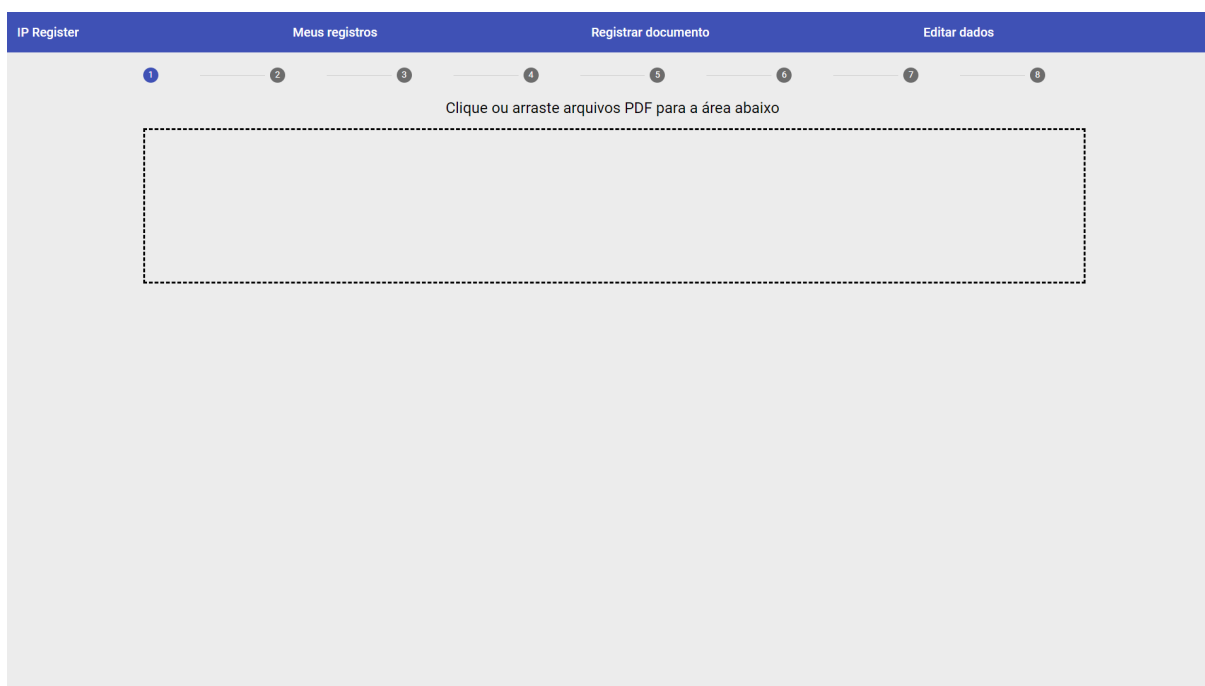 IP Register Meus registros Registrar documento Editar dados
1 2 3 4 5 6 7 8
Clique ou arraste arquivos PDF para a área abaixo